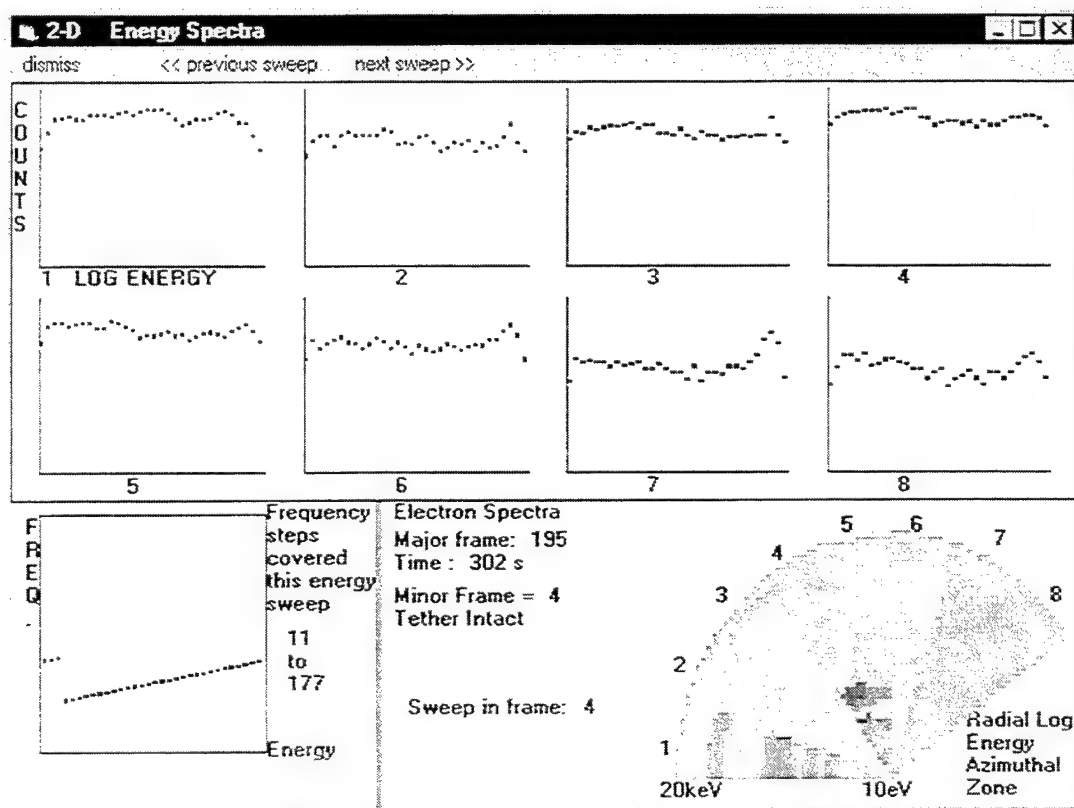 2-D Energy Spectra
dismiss << previous sweep next sweep >>
COUNTS
1 LOG ENERGY
2
3
4
5
6
7
8
FREQ.
Frequency
steps
covered
this energy
sweep
11
to
177
Energy
Electron Spectra
Major frame: 195
Time : 302 s
Minor Frame = 4
Tether Intact
Sweep in frame: 4
1
2
3
4
5
6
7
8
20keV
10eV
Radial Log
Energy
Azimuthal
Zone